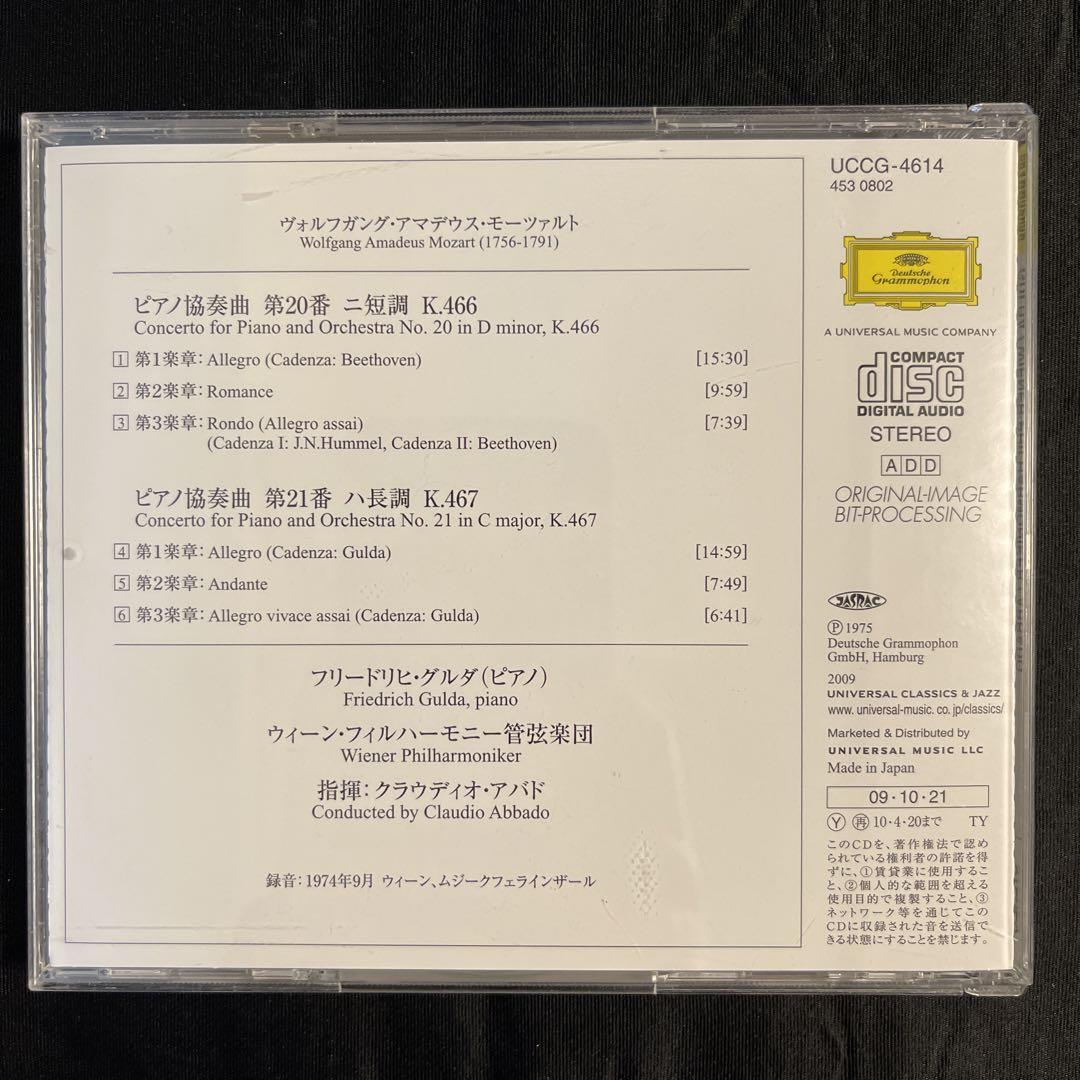 ヴォルフガング・アマデウス・モーツァルト
Wolfgang Amadeus Mozart (1756-1791)
ピアノ協奏曲 第20番 ニ短調 K.466
Concerto for Piano and Orchestra No. 20 in D minor, K.466
1 第1楽章: Allegro (Cadenza: Beethoven) [15:30]
2 第2楽章: Romance [9:59]
3 第3楽章: Rondo (Allegro assai) [7:39]
(Cadenza I: J.N.Hummel, Cadenza II: Beethoven)
ピアノ協奏曲 第21番 ハ長調 K.467
Concerto for Piano and Orchestra No. 21 in C major, K.467
4 第1楽章: Allegro (Cadenza: Gulda) [14:59]
5 第2楽章: Andante [7:49]
6 第3楽章: Allegro vivace assai (Cadenza: Gulda) [6:41]
フリードリヒ・グルダ(ピアノ)
Friedrich Gulda, piano
ウィーン・フィルハーモニー管弦楽団
Wiener Philharmoniker
指揮: クラウディオ・アバド
Conducted by Claudio Abbado
録音: 1974年9月 ウィーン、ムジークフェラインザール
UCCG-4614
453 0802
Deutsche
Grammophon
A UNIVERSAL MUSIC COMPANY
COMPACT
disc
DIGITAL AUDIO
STEREO
ADD
ORIGINAL-IMAGE
BIT-PROCESSING
JASRAC
Ⓟ1975
Deutsche Grammophon
GmbH, Hamburg
2009
UNIVERSAL CLASSICS & JAZZ
www. universal-music. co. jp/classics/
Marketed & Distributed by
UNIVERSAL MUSIC LLC
Made in Japan
09・10・21
Ⓨ ㊢ 10・4・20まで TY
このCDを、著作権法で認め
られている権利者の許諾を得
ずに、①賃貸業に使用するこ
と、②個人的な範囲を超える
使用目的で複製すること、③
ネットワーク等を通じてこの
CDに収録された音を送信で
きる状態にすることを禁じます。